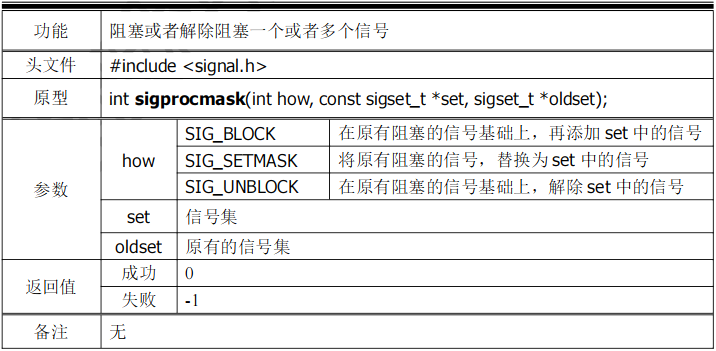 功能 阻塞或者解除阻塞一个或者多个信号
头文件 #include <signal.h>
原型 int sigprocmask(int how, const sigset_t *set, sigset_t *oldset);
参数 how SIG_BLOCK 在原有阻塞的信号基础上，再添加 set 中的信号
SIG_SETMASK 将原有阻塞的信号，替换为 set 中的信号
SIG_UNBLOCK 在原有阻塞的信号基础上，解除 set 中的信号
set 信号集
oldset 原有的信号集
返回值 成功 0
失败 -1
备注 无